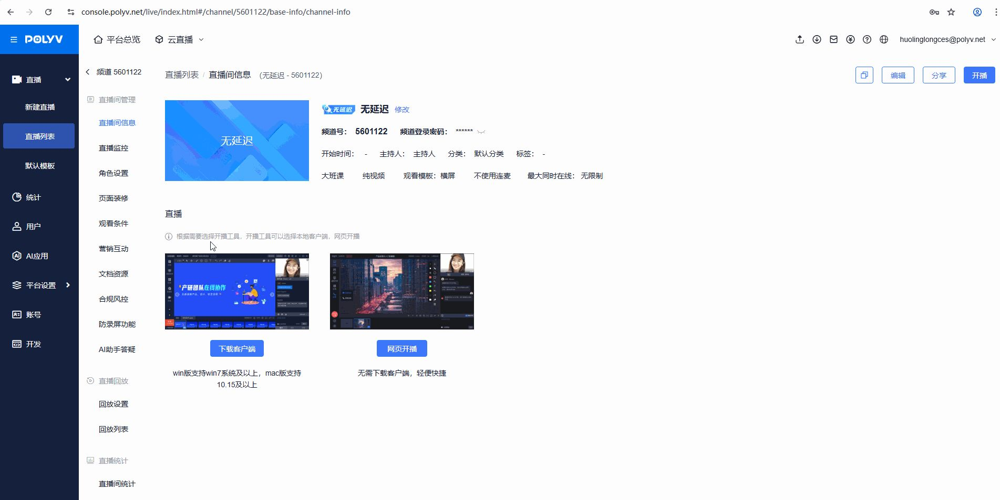 console.polyv.net/live/index.html#/channel/5601122/base-info/channel-info
POLYV
平台总览
云直播
huolinglongces@polyv.net
直播
新建直播
直播列表
默认模板
统计
用户
AI应用
平台设置
账号
开发
频道 5601122
直播间管理
直播间信息
直播监控
角色设置
页面装修
观看条件
营销互动
文档资源
合规风控
防录屏功能
AI助手答疑
直播回放
回放设置
回放列表
直播统计
直播间统计
直播列表 / 直播间信息 (无延迟 - 5601122)
编辑
分享
开播
无延迟
无延迟 无延迟 修改
频道号： 5601122 频道登录密码： ******
开始时间： - 主持人： 主持人 分类： 默认分类 标签： -
大班课 纯视频 观看模板：横屏 不使用连麦 最大同时在线： 无限制
直播
根据需要选择开播工具，开播工具可以选择本地客户端，网页开播
产研团队在线协作
下载客户端
win版支持win7系统及以上，mac版支持
10.15及以上
网页开播
无需下载客户端，轻便快捷